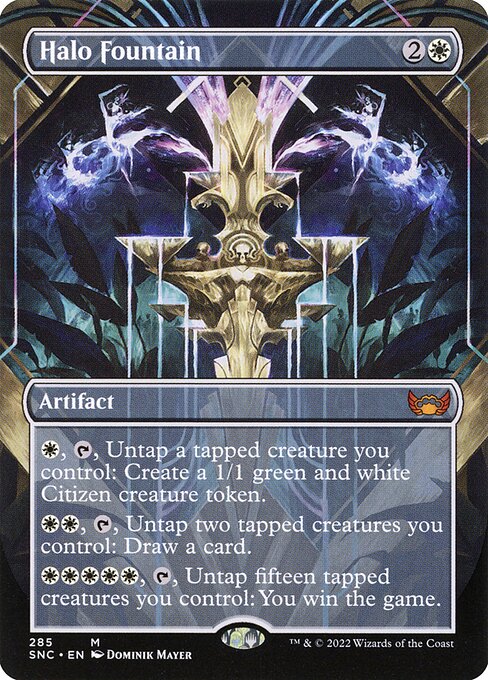 Halo Fountain 2
Artifact
, , Untap a tapped creature you
control: Create a 1/1 green and white
Citizen creature token.
, , Untap two tapped creatures you
control: Draw a card.
, , Untap fifteen tapped
creatures you control: You win the game.
285 M
SNC • EN Dominik Mayer
™ & © 2022 Wizards of the Coast